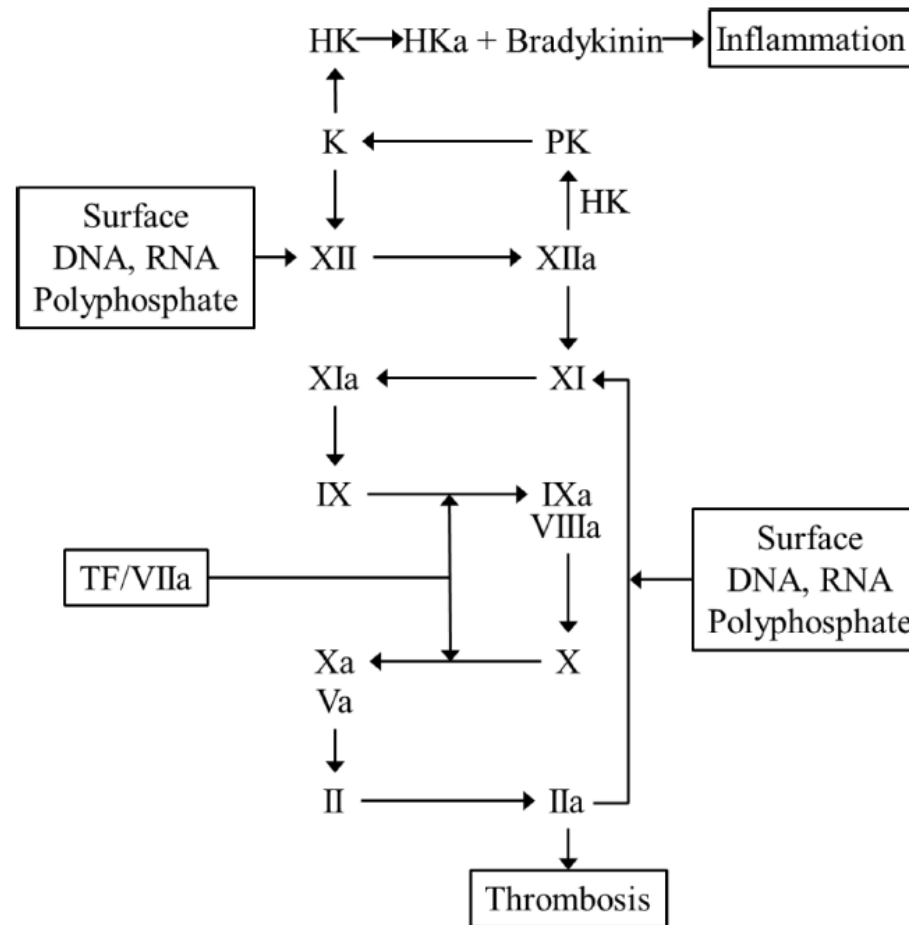 HK HKa + Bradykinin Inflammation
K PK
HK
Surface
DNA, RNA
Polyphosphate
XII XIIa
XIa XI
IX IXa
VIIIa
TF/VIIa
Surface
DNA, RNA
Polyphosphate
Xa X
Va
II IIa
Thrombosis